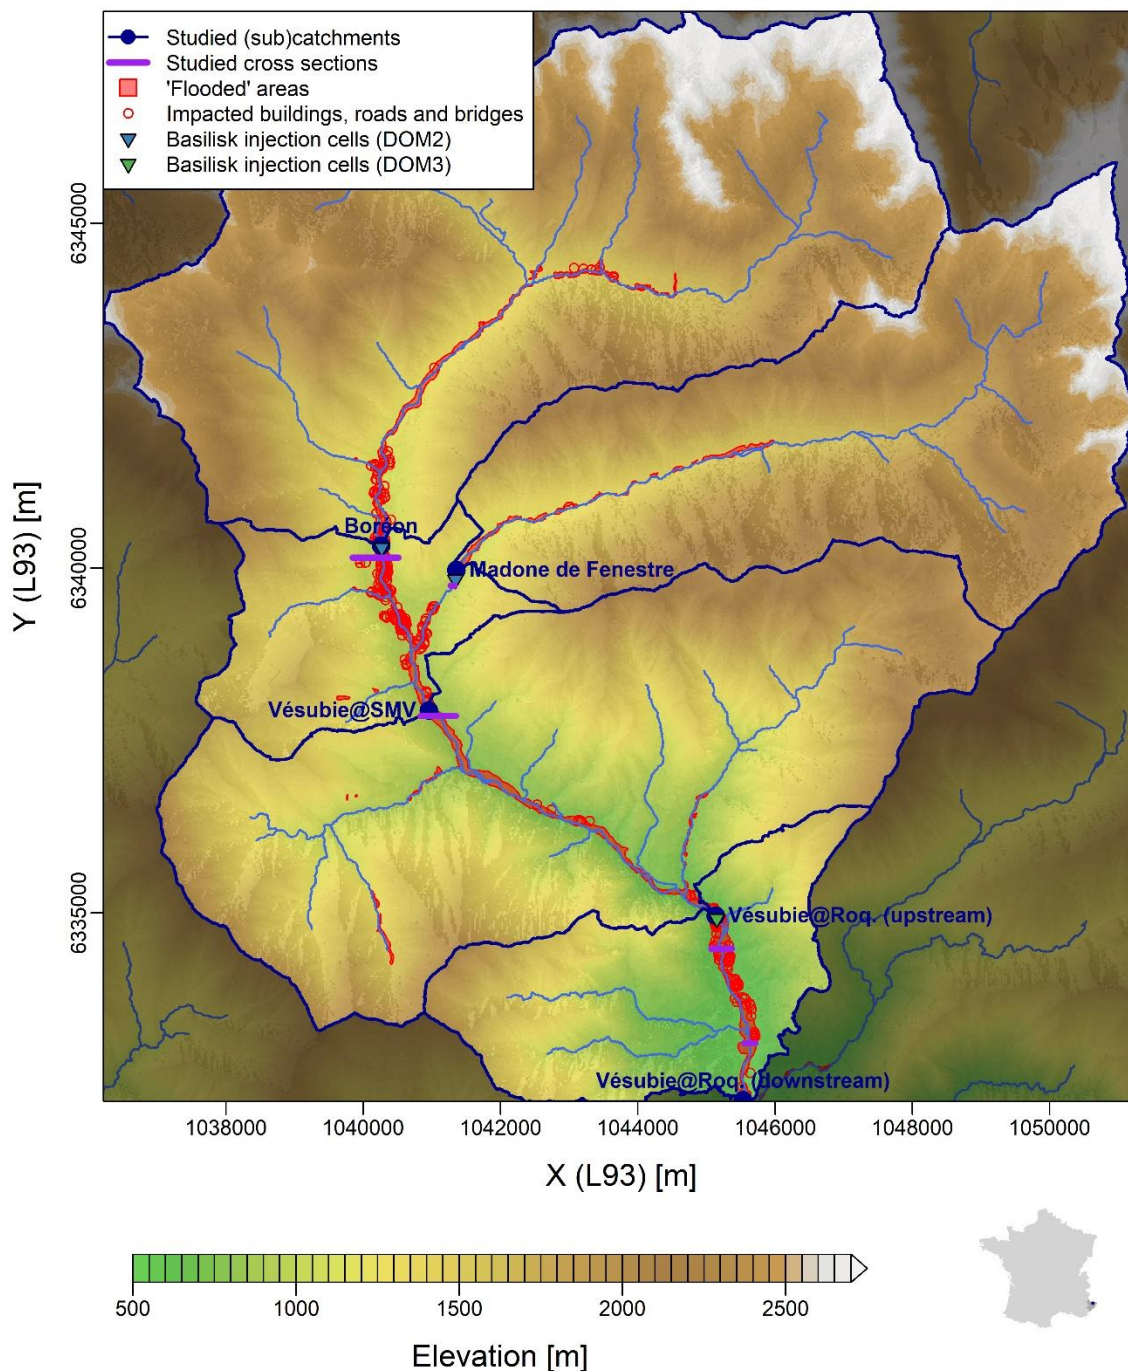 Studied (sub)catchments
Studied cross sections
'Flooded' areas
Impacted buildings, roads and bridges
Basilisk injection cells (DOM2)
Basilisk injection cells (DOM3)
6345000
6340000
6335000
Y (L93) [m]
Boréon
Madone de Fenestre
Vésubie@SMV
Vésubie@Roq. (upstream)
Vésubie@Roq. (downstream)
1038000 1040000 1042000 1044000 1046000 1048000 1050000
X (L93) [m]
500 1000 1500 2000 2500
Elevation [m]